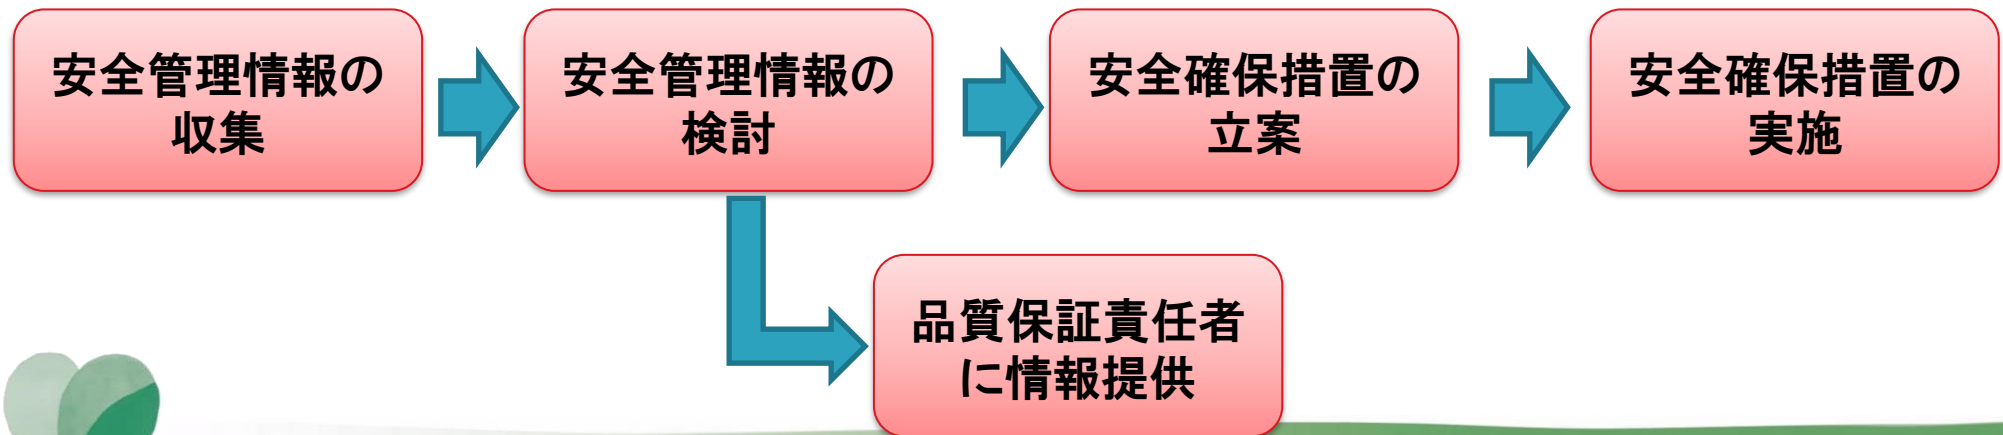 安全管理情報の
収集
安全管理情報の
検討
安全確保措置の
立案
安全確保措置の
実施
品質保証責任者
に情報提供